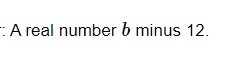 : A real number b minus 12.